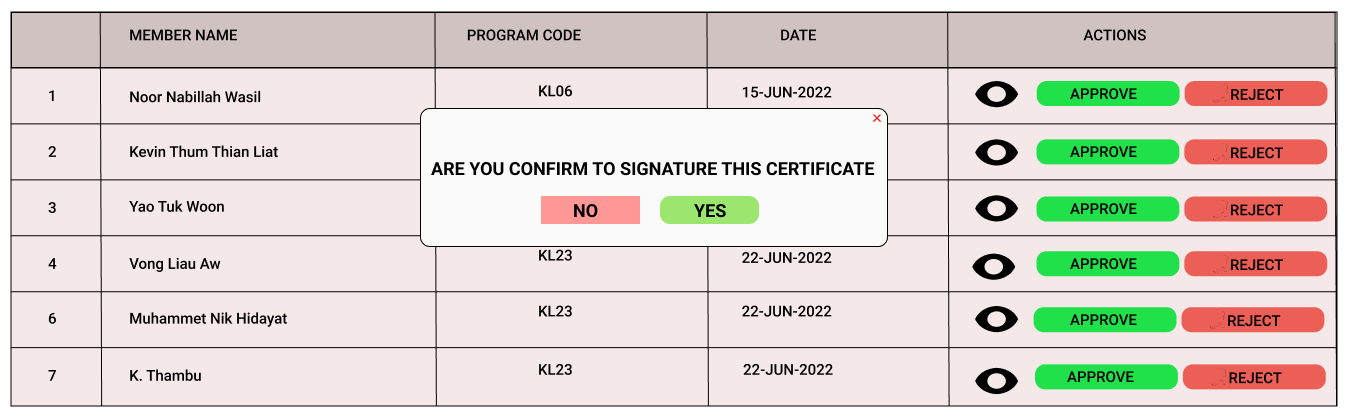 MEMBER NAME PROGRAM CODE DATE ACTIONS
1 Noor Nabillah Wasil KL06 15-JUN-2022 APPROVE REJECT
2 Kevin Thum Thian Liat APPROVE REJECT
ARE YOU CONFIRM TO SIGNATURE THIS CERTIFICATE
NO YES
3 Yao Tuk Woon APPROVE REJECT
4 Vong Liau Aw KL23 22-JUN-2022 APPROVE REJECT
6 Muhammet Nik Hidayat KL23 22-JUN-2022 APPROVE REJECT
7 K. Thambu KL23 22-JUN-2022 APPROVE REJECT